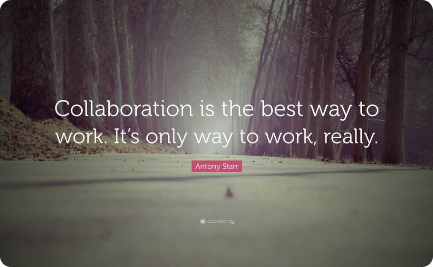 Collaboration is the best way to
work. It's only way to work, really.
Antony Starr